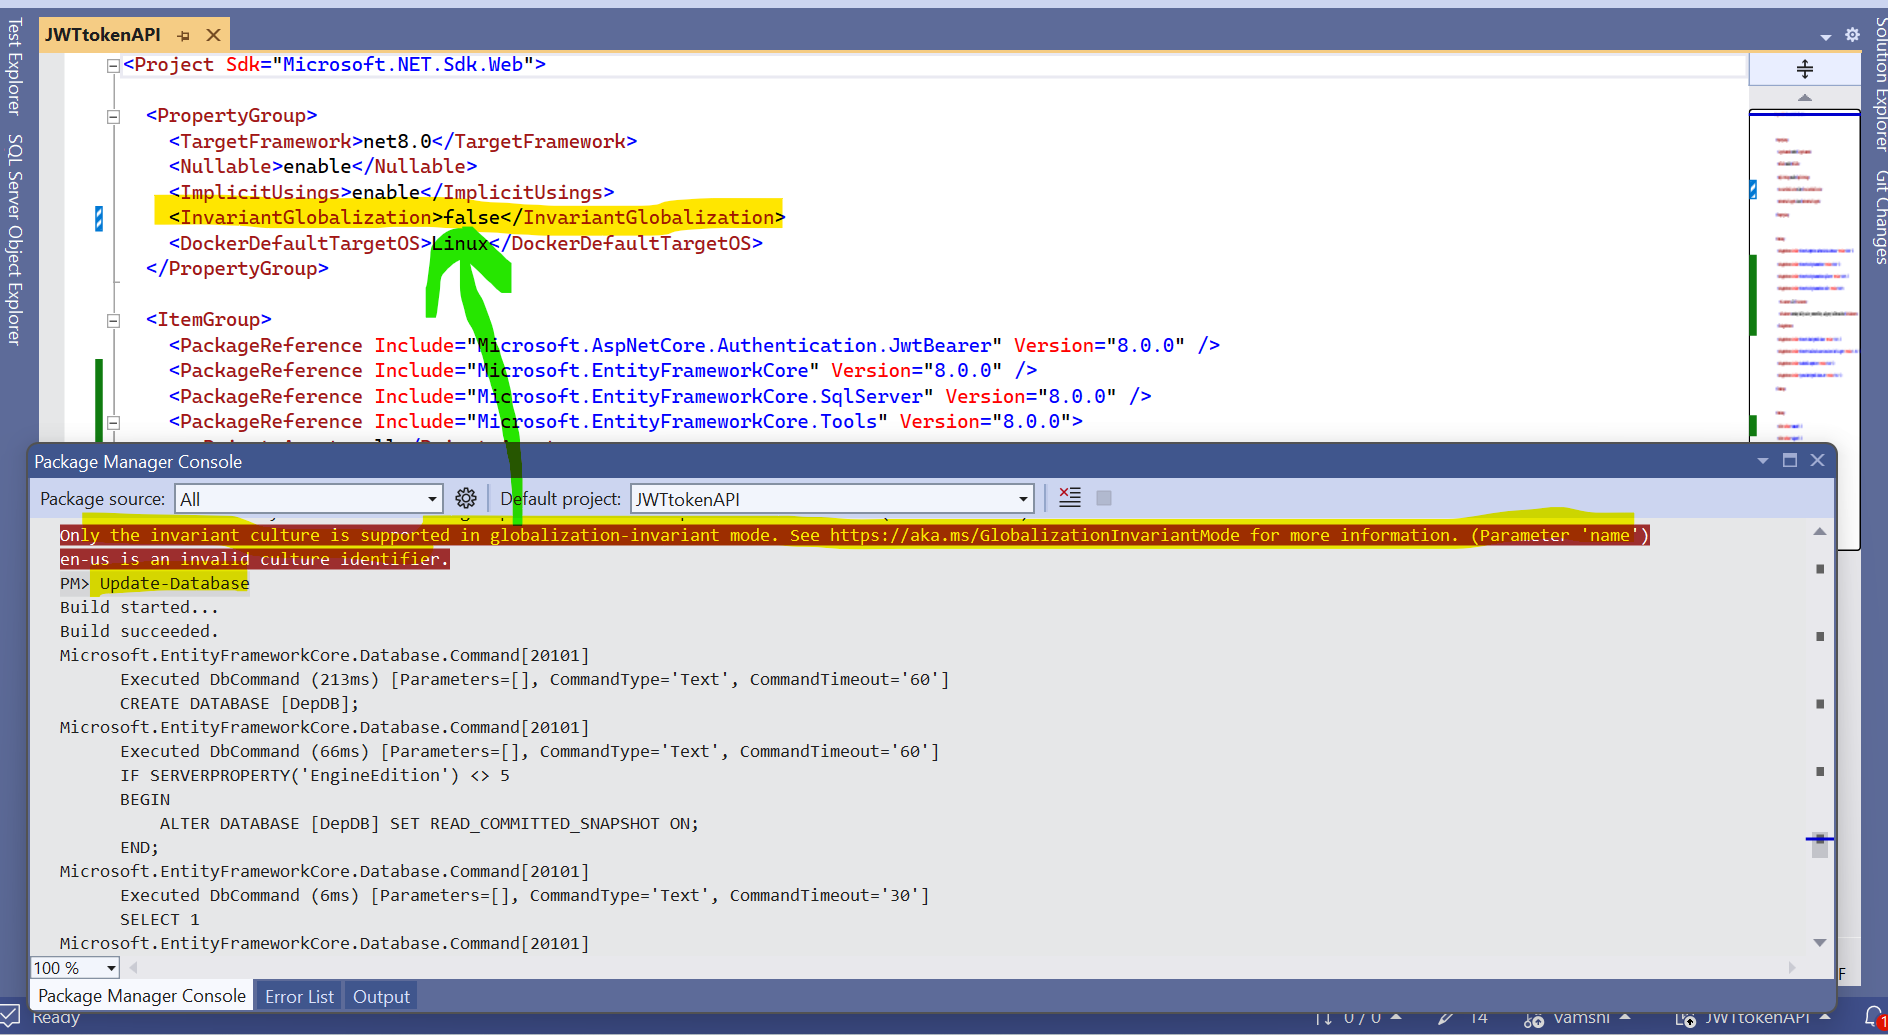 Test Explorer
SQL Server Object Explorer
JWTtokenAPI
Solution Explorer
Git Changes
<Project Sdk="Microsoft.NET.Sdk.Web">
<PropertyGroup>
<TargetFramework>net8.0</TargetFramework>
<Nullable>enable</Nullable>
<ImplicitUsings>enable</ImplicitUsings>
<InvariantGlobalization>false</InvariantGlobalization>
<DockerDefaultTargetOS>Linux</DockerDefaultTargetOS>
</PropertyGroup>
<ItemGroup>
<PackageReference Include="Microsoft.AspNetCore.Authentication.JwtBearer" Version="8.0.0" />
<PackageReference Include="Microsoft.EntityFrameworkCore" Version="8.0.0" />
<PackageReference Include="Microsoft.EntityFrameworkCore.SqlServer" Version="8.0.0" />
<PackageReference Include="Microsoft.EntityFrameworkCore.Tools" Version="8.0.0">
Package Manager Console
Package source: All
Default project: JWTtokenAPI
Only the invariant culture is supported in globalization-invariant mode. See https://aka.ms/GlobalizationInvariantMode for more information. (Parameter 'name')
en-us is an invalid culture identifier.
PM> Update-Database
Build started...
Build succeeded.
Microsoft.EntityFrameworkCore.Database.Command[20101]
Executed DbCommand (213ms) [Parameters=[], CommandType='Text', CommandTimeout='60']
CREATE DATABASE [DepDB];
Microsoft.EntityFrameworkCore.Database.Command[20101]
Executed DbCommand (66ms) [Parameters=[], CommandType='Text', CommandTimeout='60']
IF SERVERPROPERTY('EngineEdition') <> 5
BEGIN
ALTER DATABASE [DepDB] SET READ_COMMITTED_SNAPSHOT ON;
END;
Microsoft.EntityFrameworkCore.Database.Command[20101]
Executed DbCommand (6ms) [Parameters=[], CommandType='Text', CommandTimeout='30']
SELECT 1
Microsoft.EntityFrameworkCore.Database.Command[20101]
100 %
Package Manager Console Error List Output
Ready
0 / 0
14
vamshi
JWTtokenAPI
1